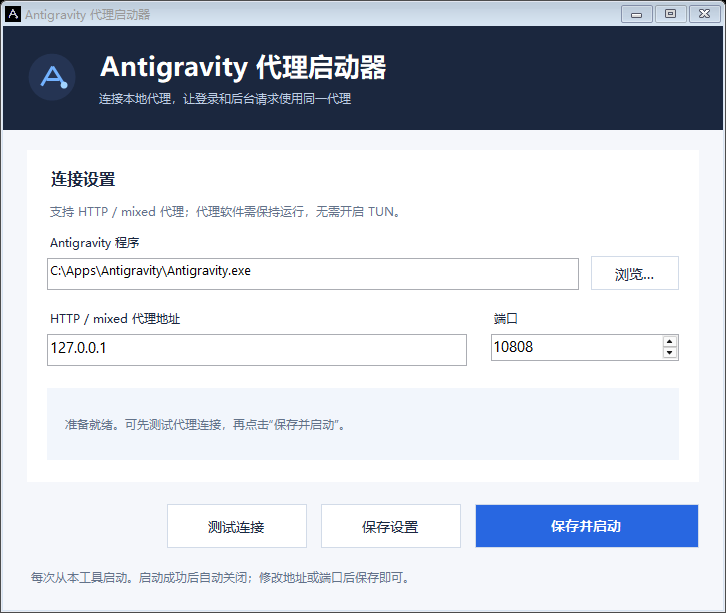 Antigravity 代理启动器
Antigravity 代理启动器
连接本地代理，让登录和后台请求使用同一代理
连接设置
支持 HTTP / mixed 代理；代理软件需保持运行，无需开启 TUN。
Antigravity 程序
C:\Apps\Antigravity\Antigravity.exe
浏览...
HTTP / mixed 代理地址
端口
127.0.0.1
10808
准备就绪。可先测试代理连接，再点击“保存并启动”。
测试连接
保存设置
保存并启动
每次从本工具启动。启动成功后自动关闭；修改地址或端口后保存即可。